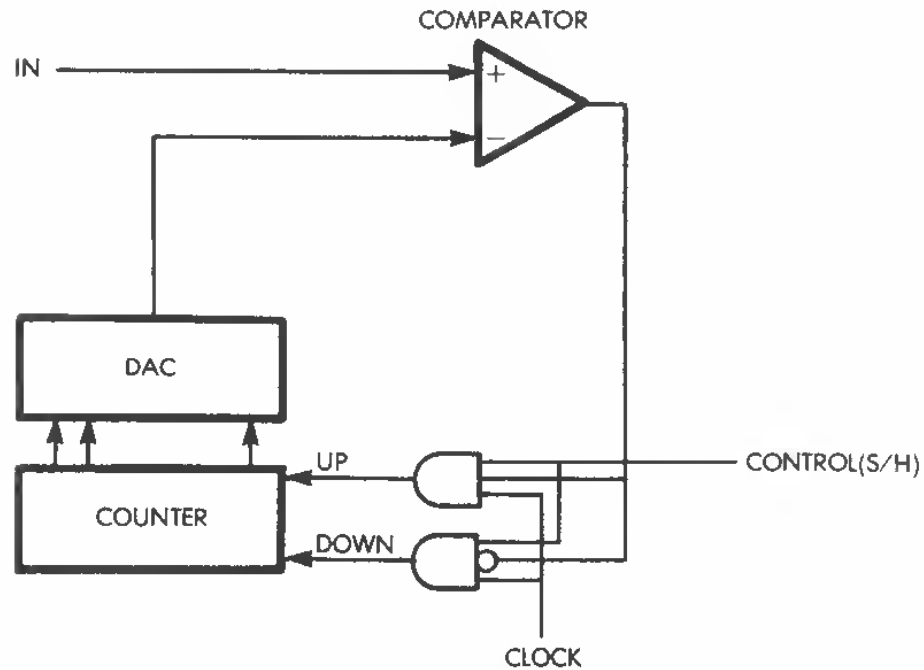 COMPARATOR
IN
+
−
DAC
UP
CONTROL(S/H)
COUNTER
DOWN
CLOCK